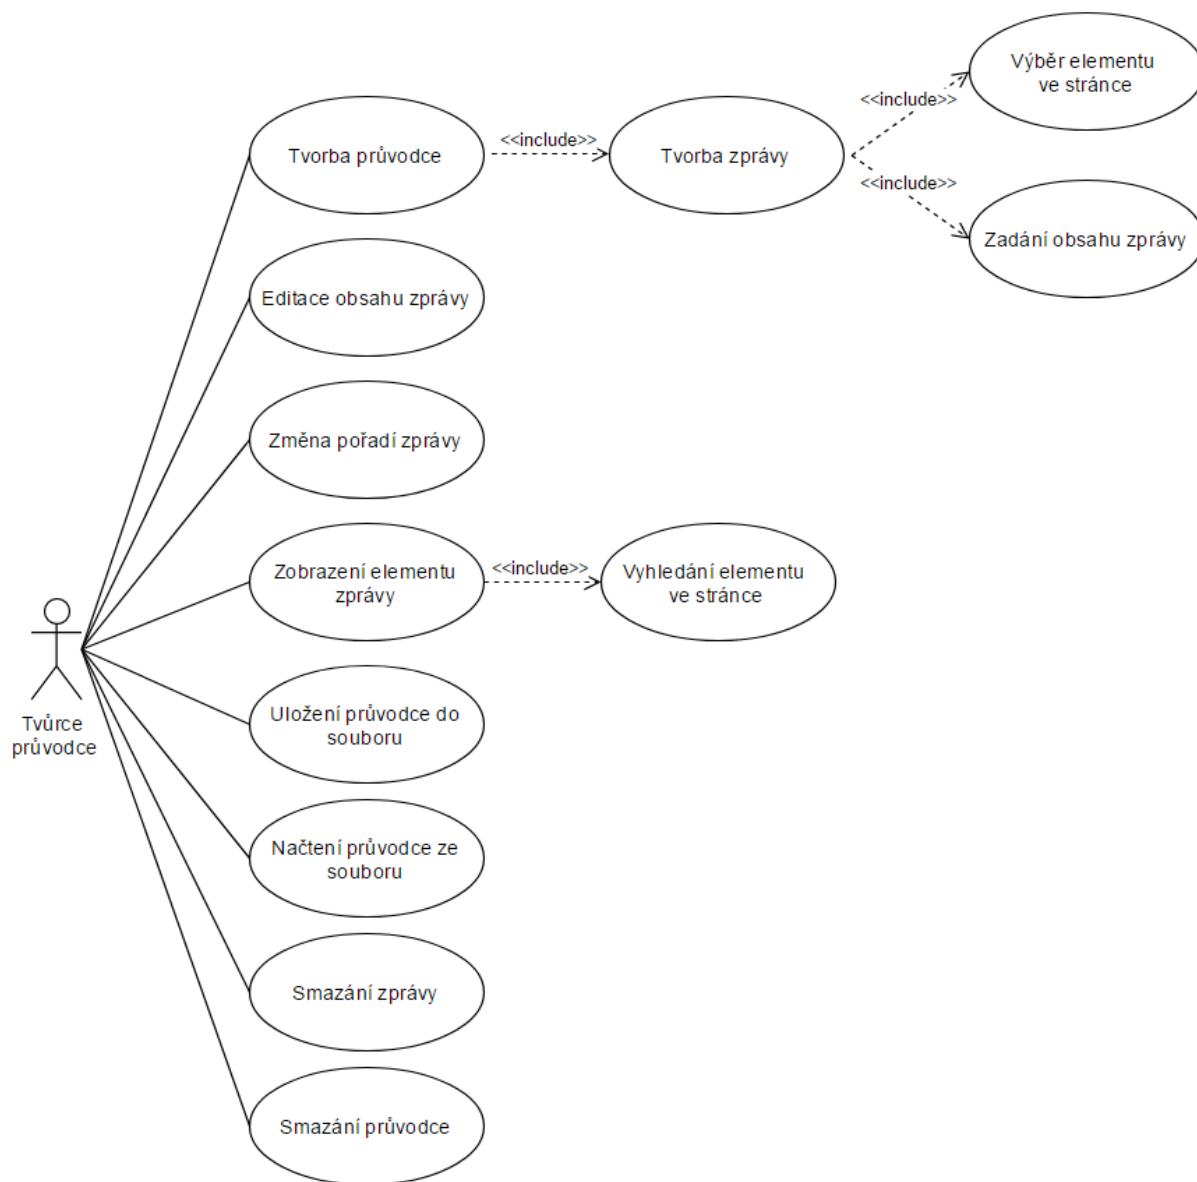 Výběr elementu
ve stránce
<<include>>
<<include>>
Tvorba průvodce
Tvorba zprávy
<<include>>
Zadání obsahu zprávy
Editace obsahu zprávy
Změna pořadí zprávy
Zobrazení elementu
zprávy
<<include>>
Vyhledání elementu
ve stránce
Tvůrce
průvodce
Uložení průvodce do
souboru
Načtení průvodce ze
souboru
Smazání zprávy
Smazání průvodce